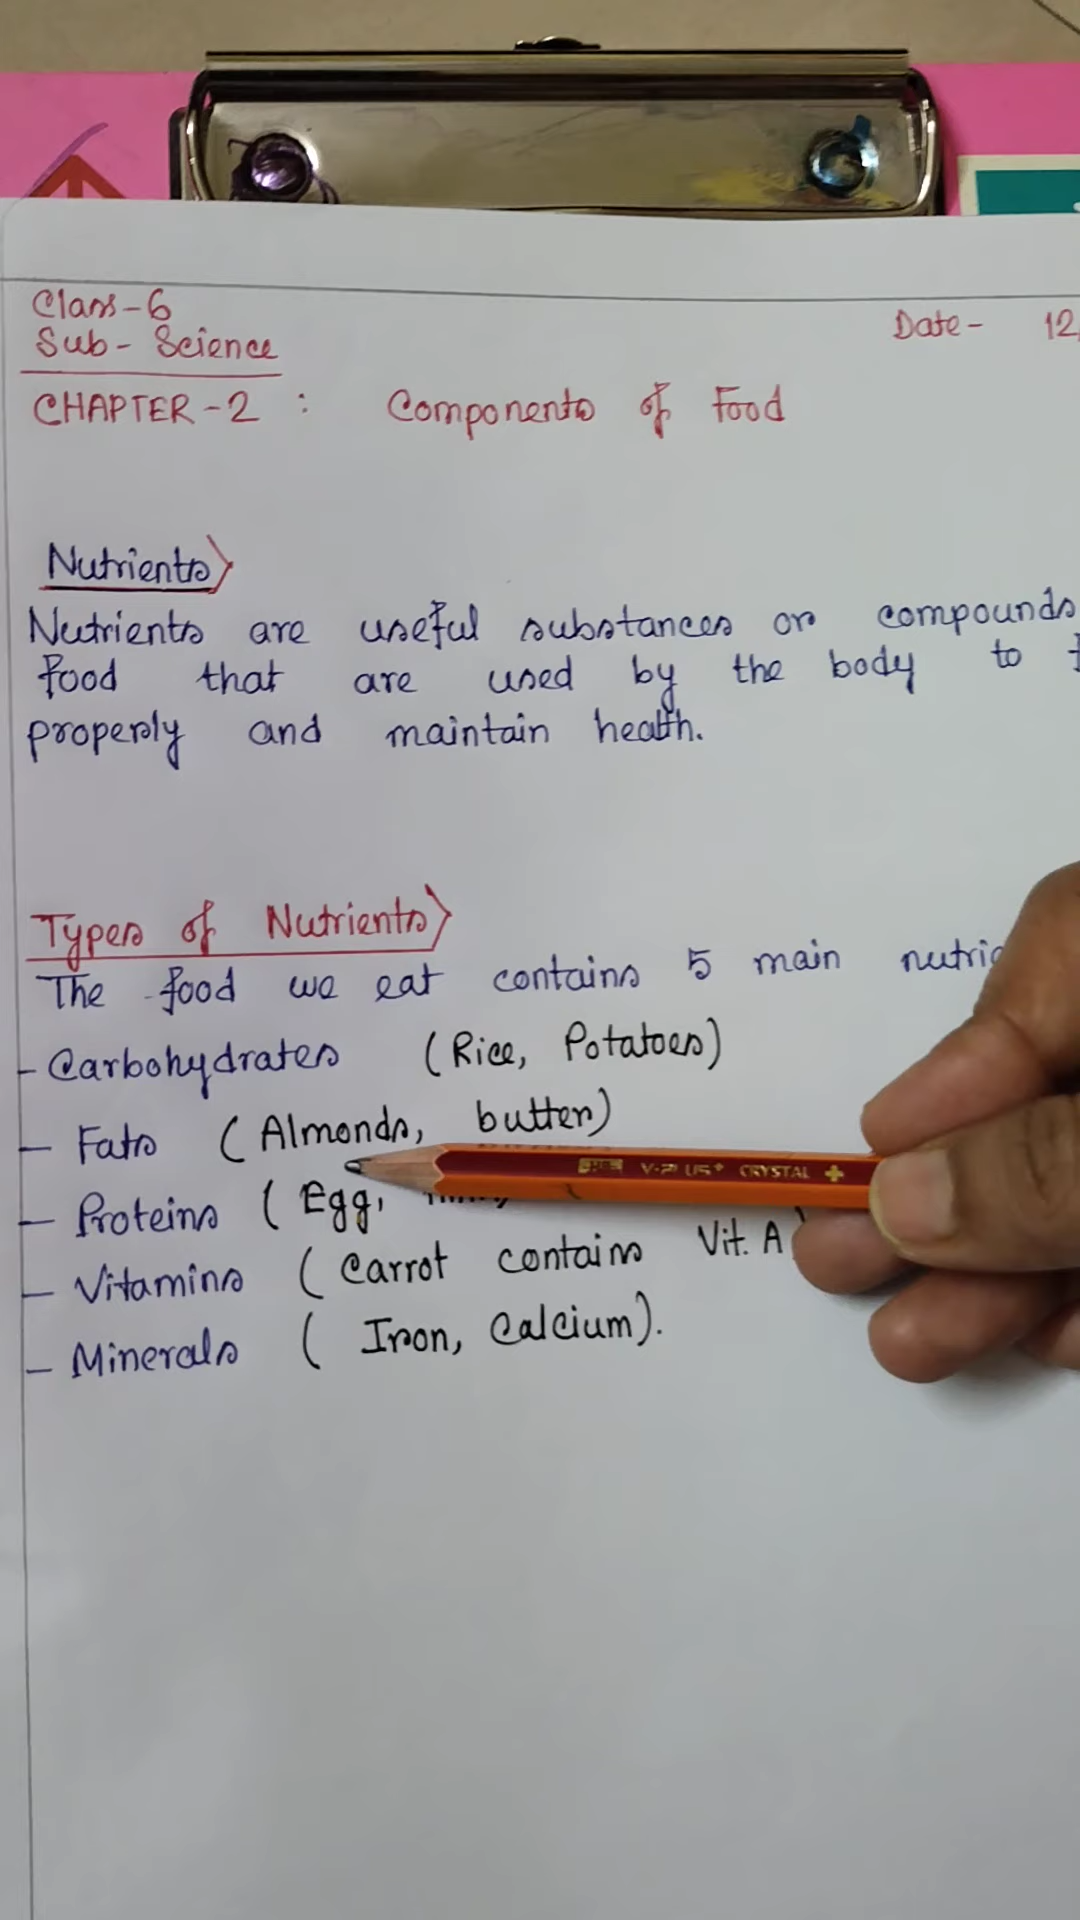 Class-6
Sub- Science
Date- 12
CHAPTER-2 : Components of Food
Nutrients
Nutrients are useful substances or compounds
food that are used by the body to
properly and maintain health.
Types of Nutrients
The food we eat contains 5 main
- Carbohydrates (Rice, Potatoes)
- Fats (Almonds, butter)
V-PLUS+ CRYSTAL +
- Proteins ( Egg,
- Vitamins ( Carrot contains Vit. A
- Minerals ( Iron, Calcium).